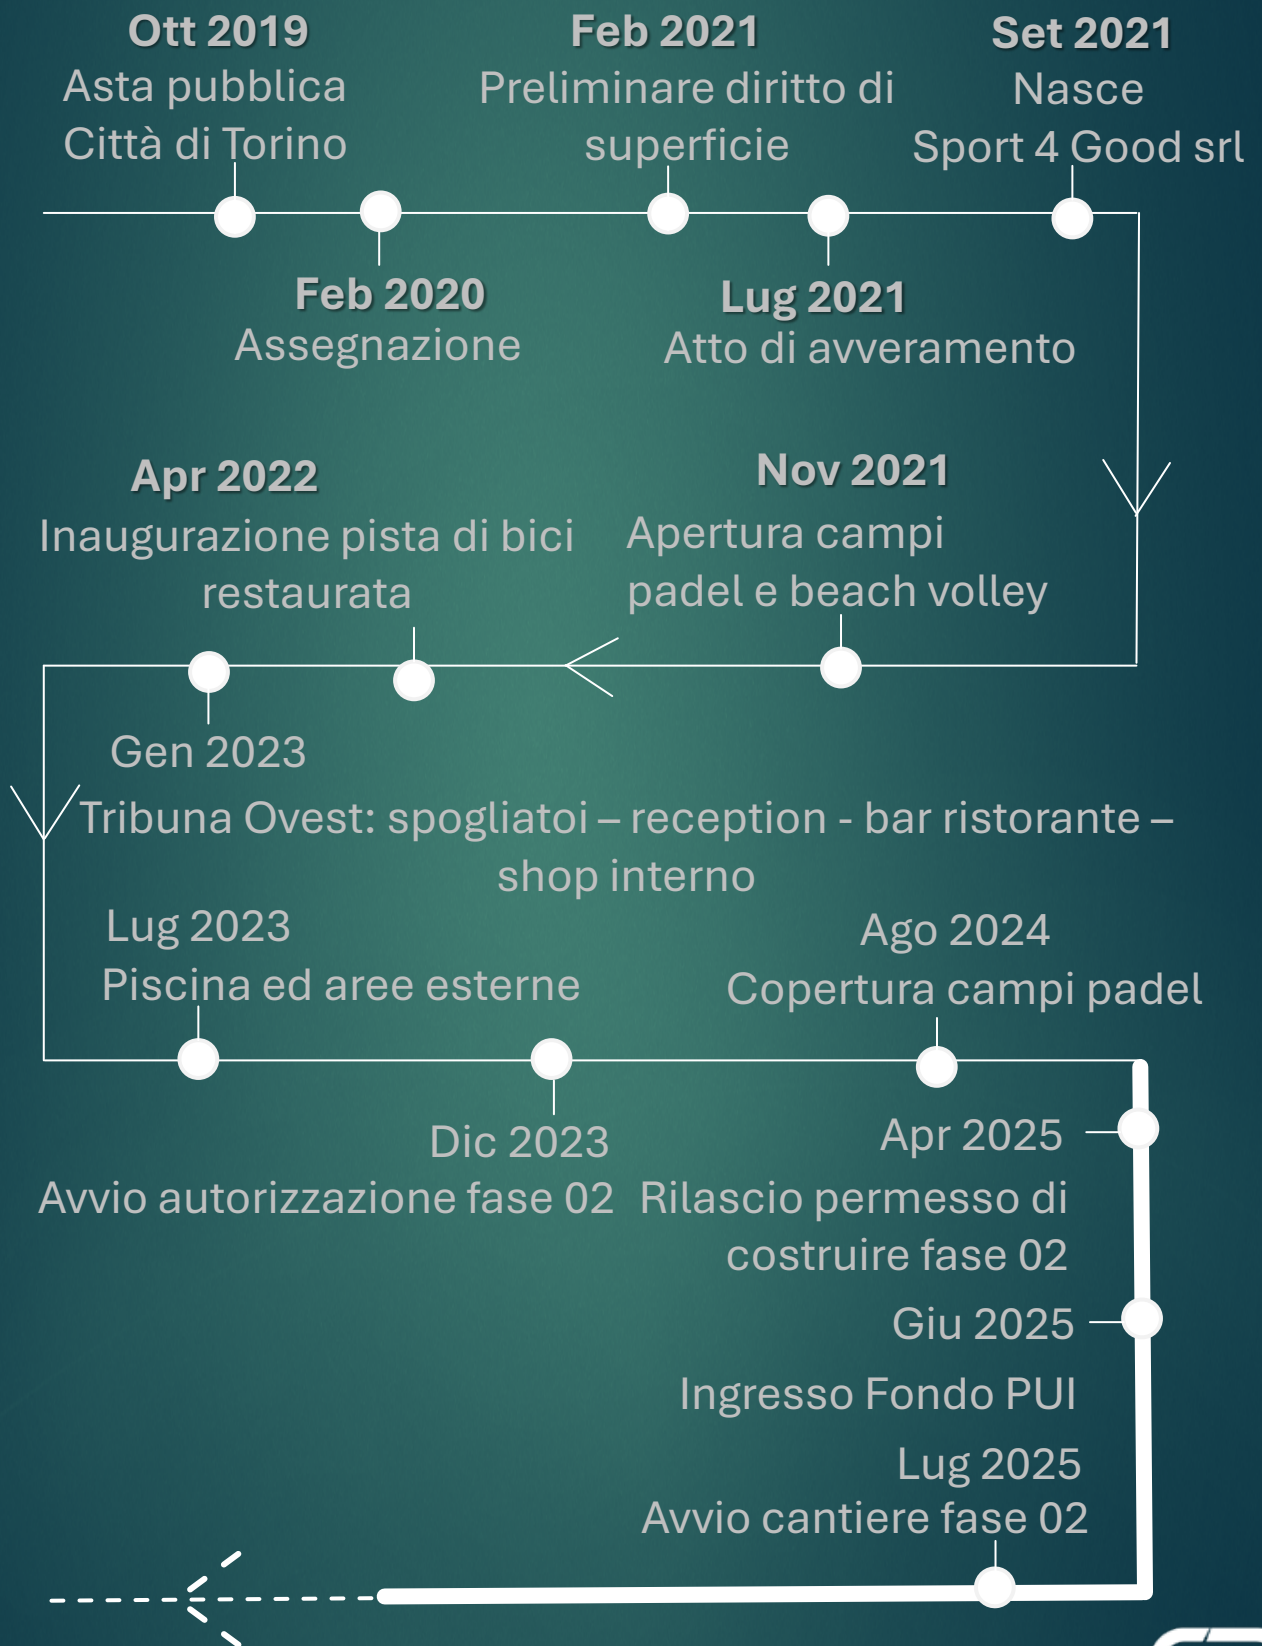 Ott 2019
Asta pubblica
Città di Torino
Feb 2020
Assegnazione
Feb 2021
Preliminare diritto di
superficie
Lug 2021
Atto di avveramento
Set 2021
Nasce
Sport 4 Good srl
Nov 2021
Apertura campi
padel e beach volley
Apr 2022
Inaugurazione pista di bici
restaurata
Gen 2023
Tribuna Ovest: spogliatoi – reception - bar ristorante –
shop interno
Lug 2023
Piscina ed aree esterne
Dic 2023
Avvio autorizzazione fase 02
Ago 2024
Copertura campi padel
Apr 2025
Rilascio permesso di
costruire fase 02
Giu 2025
Ingresso Fondo PUI
Lug 2025
Avvio cantiere fase 02